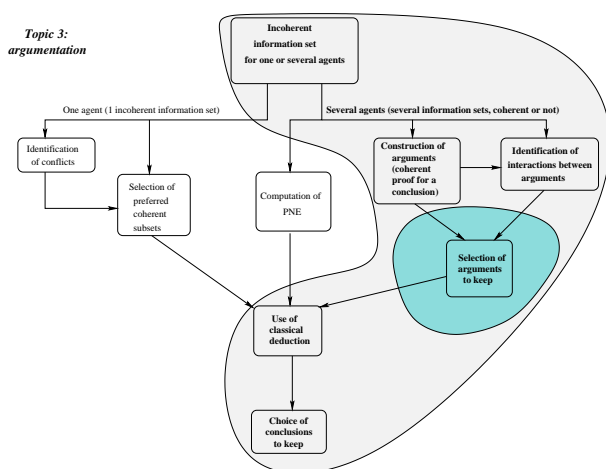 Topic 3:
argumentation
Incoherent
information set
for one or several agents
One agent (1 incoherent information set)
Several agents (several information sets, coherent or not)
Identification
of conflicts
Selection of
preferred
coherent
subsets
Computation of
PNE
Construction of
arguments
(coherent
proof for a
conclusion)
Identification of
interactions between
arguments
Selection of
arguments
to keep
Use of
classical
deduction
Choice of
conclusions
to keep